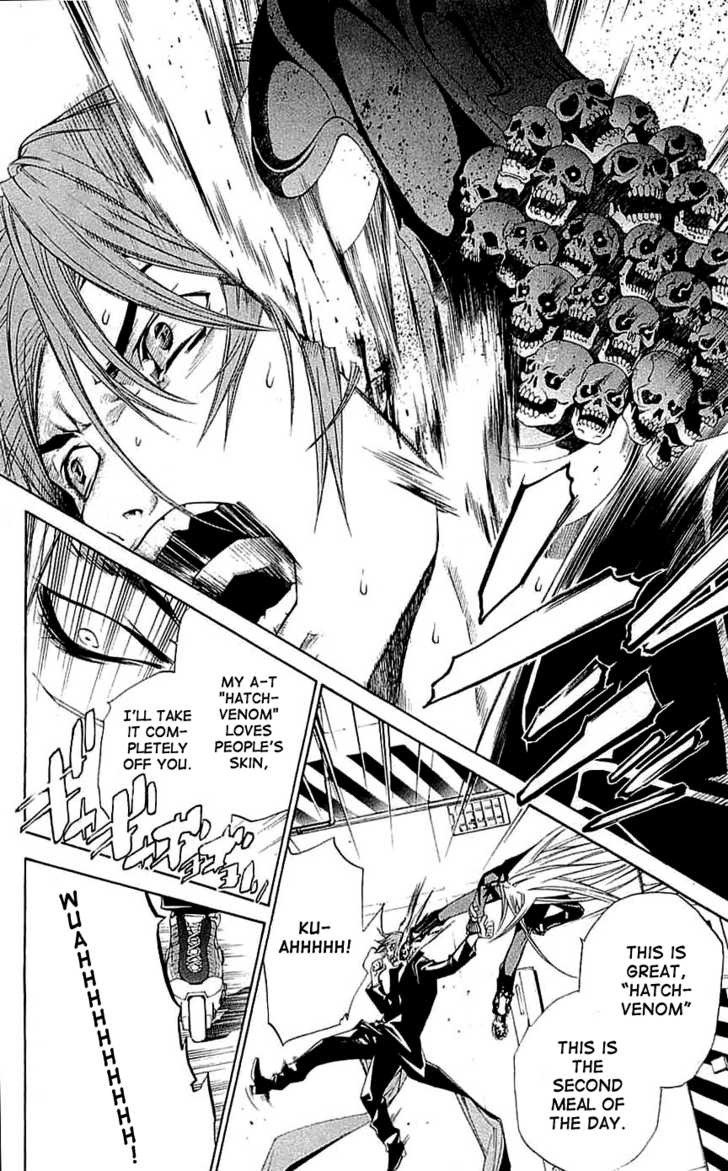 MY A-T
"HATCH-
VENOM"
LOVES
PEOPLE'S
SKIN,
I'LL TAKE
IT COM-
PLETELY
OFF YOU.
THIS IS
GREAT,
"HATCH-
VENOM"
THIS IS
THE
SECOND
MEAL OF
THE DAY.
KU-
AHHHHH!
WUAHHHHHHHHHHH!